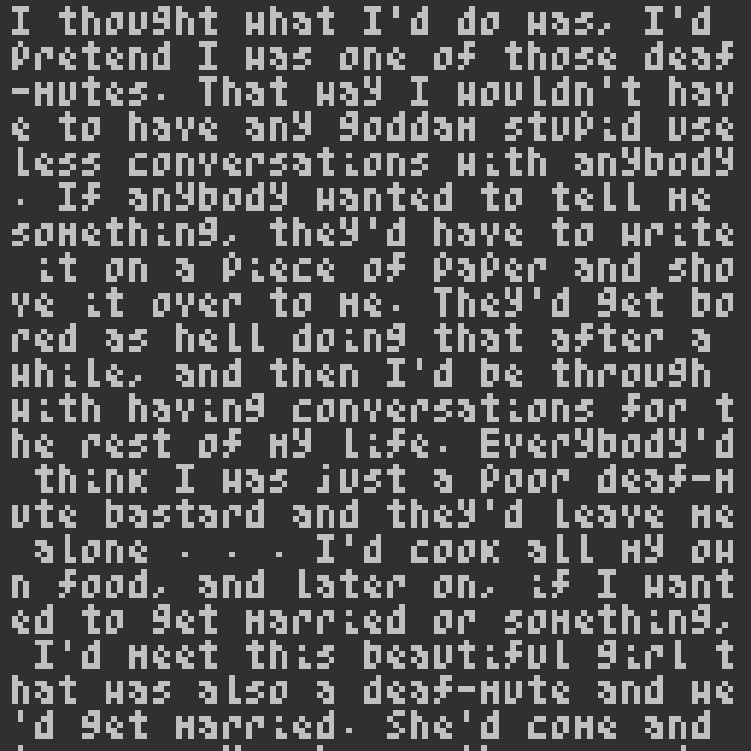 I thought what I'd do was, I'd
pretend I was one of those deaf
-mutes. That way I wouldn't hav
e to have any goddam stupid use
less conversations with anybody
. If anybody wanted to tell me
something, they'd have to write
it on a piece of paper and sho
ve it over to me. They'd get bo
red as hell doing that after a
while, and then I'd be through
with having conversations for t
he rest of my life. Everybody'd
think I was just a poor deaf-m
ute bastard and they'd leave me
alone . . . I'd cook all my ow
n food, and later on, if I want
ed to get married or something,
I'd meet this beautiful girl t
hat was also a deaf-mute and we
'd get married. She'd come and